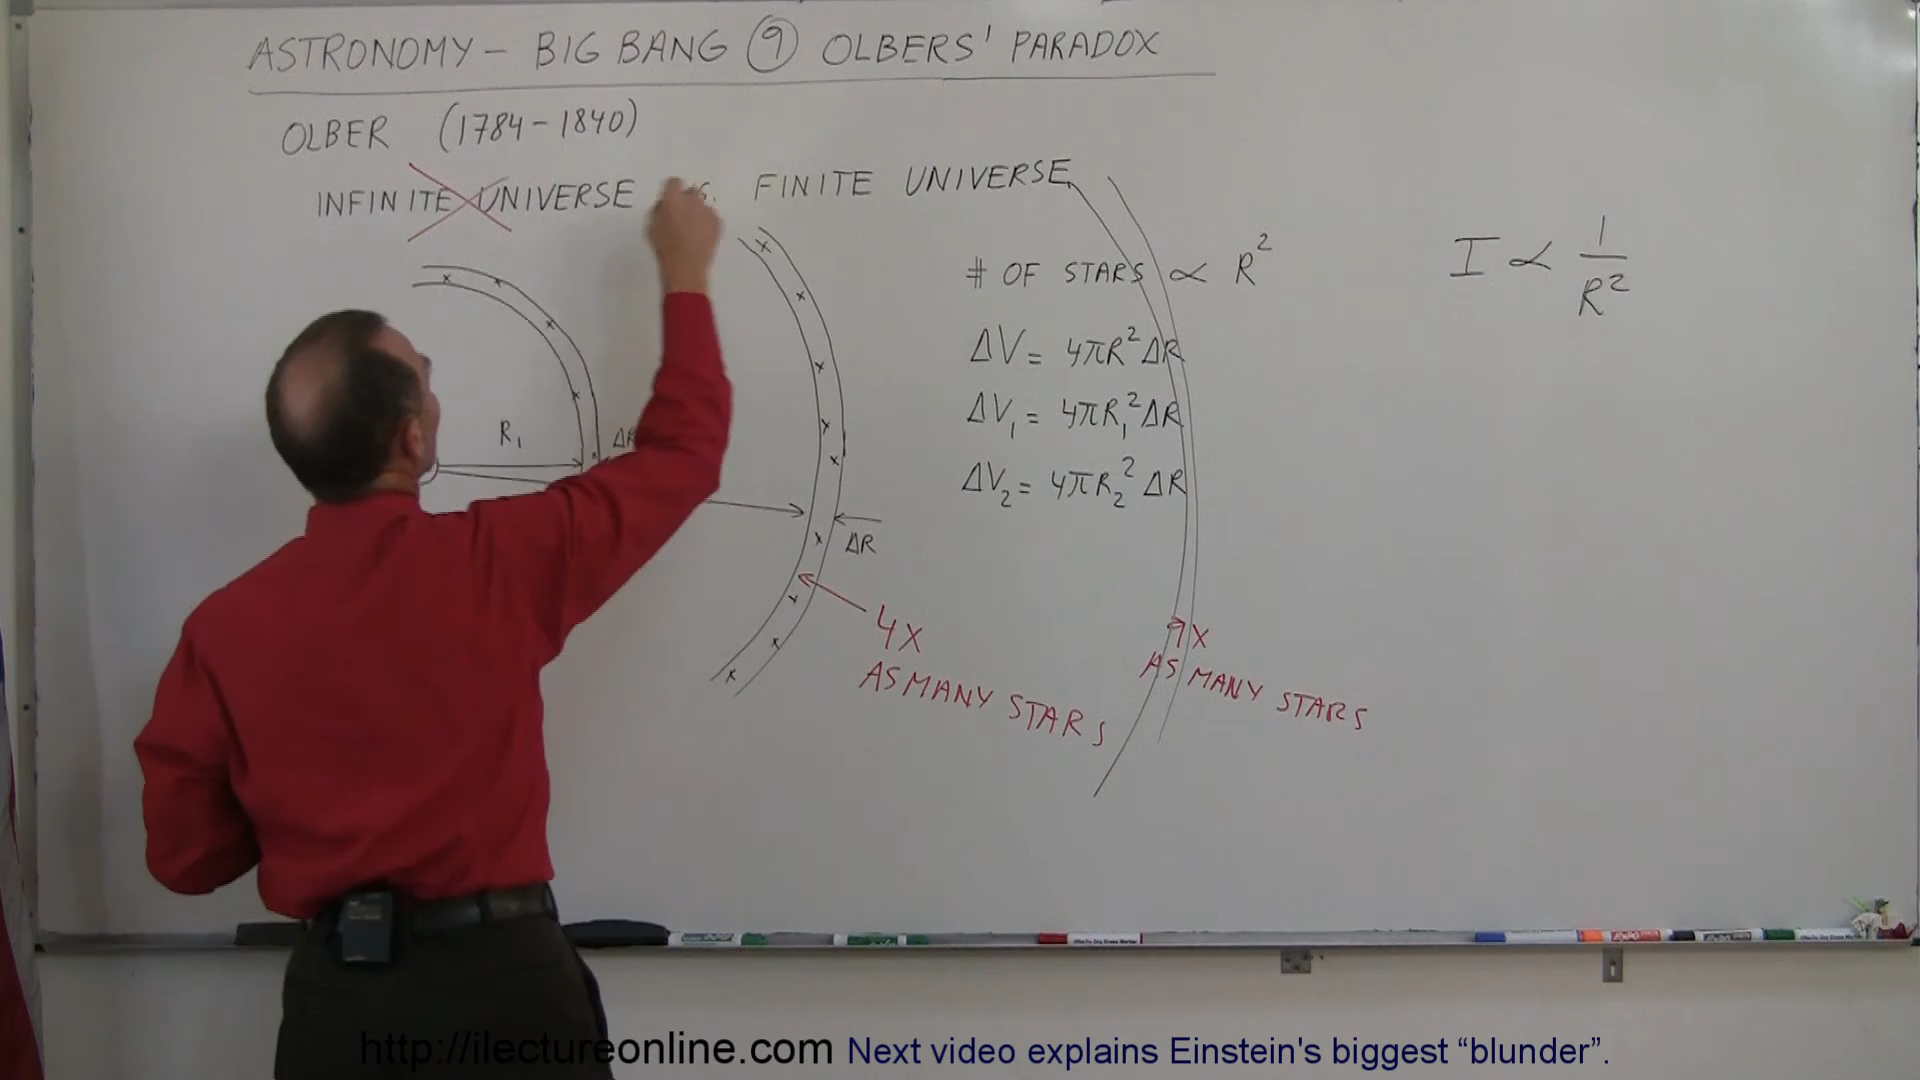 ASTRONOMY - BIG BANG ⑨ OLBERS' PARADOX
OLBER (1784-1840)
INFINITE UNIVERSE VS. FINITE UNIVERSE
# OF STARS ∝ R²
I ∝ 1/R²
ΔV = 4πR²ΔR
ΔV₁ = 4πR₁²ΔR
ΔV₂ = 4πR₂²ΔR
R₁
ΔR
ΔR
4X
AS MANY STARS
9X
AS MANY STARS
http://ilectureonline.com Next video explains Einstein's biggest “blunder”.